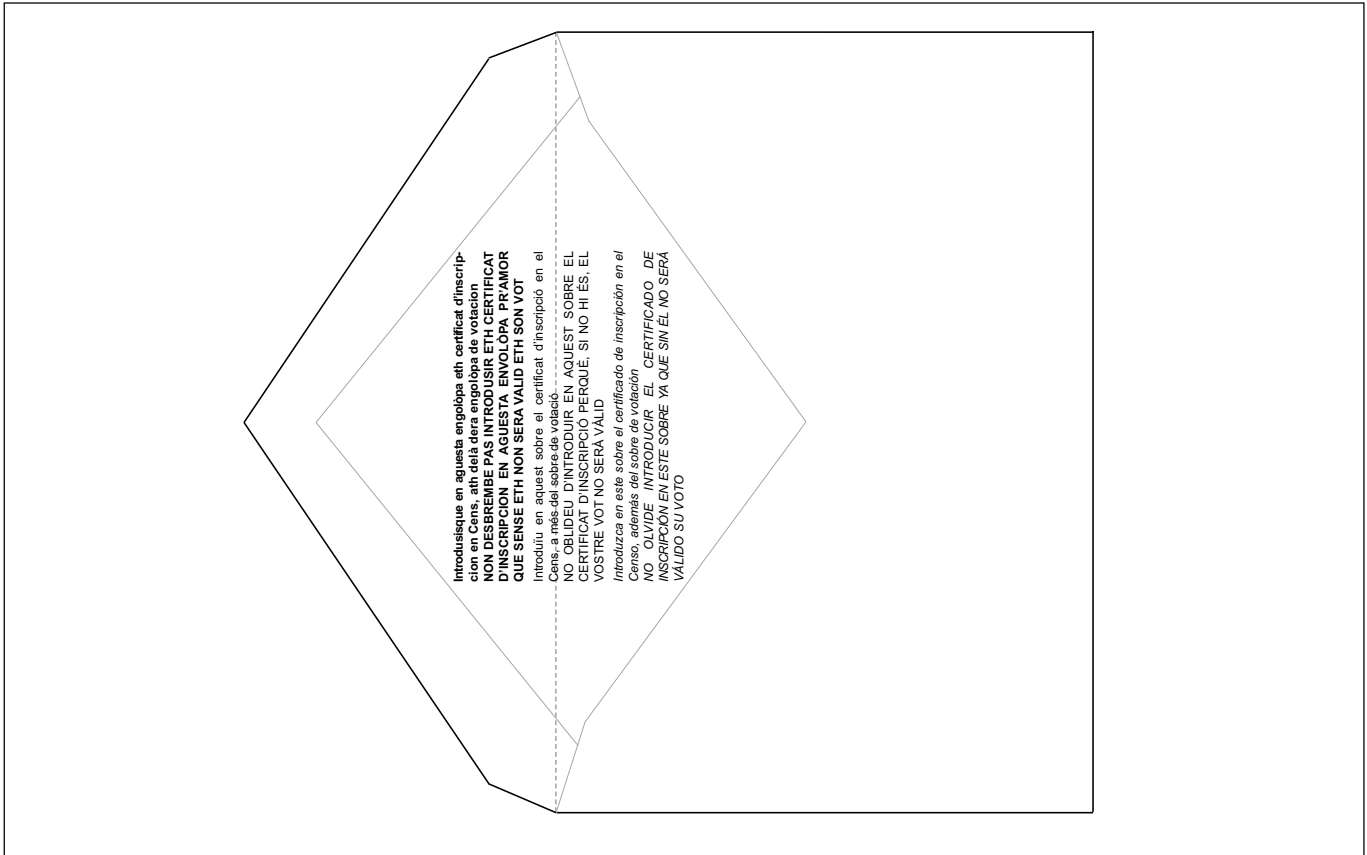 Introdusisque en aguesta engolòpa eth certificat d'inscrip-
cion en Cens, ath delà dera engolòpa de votacion
NON DESBREMBE PAS INTRODUSIR ETH CERTIFICAT
D'INSCRIPCION EN AGUESTA ENVOLÒPA PR'AMOR
QUE SENSE ETH NON SERA VALID ETH SON VOT
Introduïu en aquest sobre el certificat d'inscripció en el
Cens, a més del sobre de votació
NO OBLIDEU D'INTRODUIR EN AQUEST SOBRE EL
CERTIFICAT D'INSCRIPCIÓ PERQUÈ, SI NO HI ÉS, EL
VOSTRE VOT NO SERÀ VÀLID
Introduzca en este sobre el certificado de inscripción en el
Censo, además del sobre de votación
NO OLVIDE INTRODUCIR EL CERTIFICADO DE
INSCRIPCIÓN EN ESTE SOBRE YA QUE SIN ÉL NO SERÁ
VÁLIDO SU VOTO